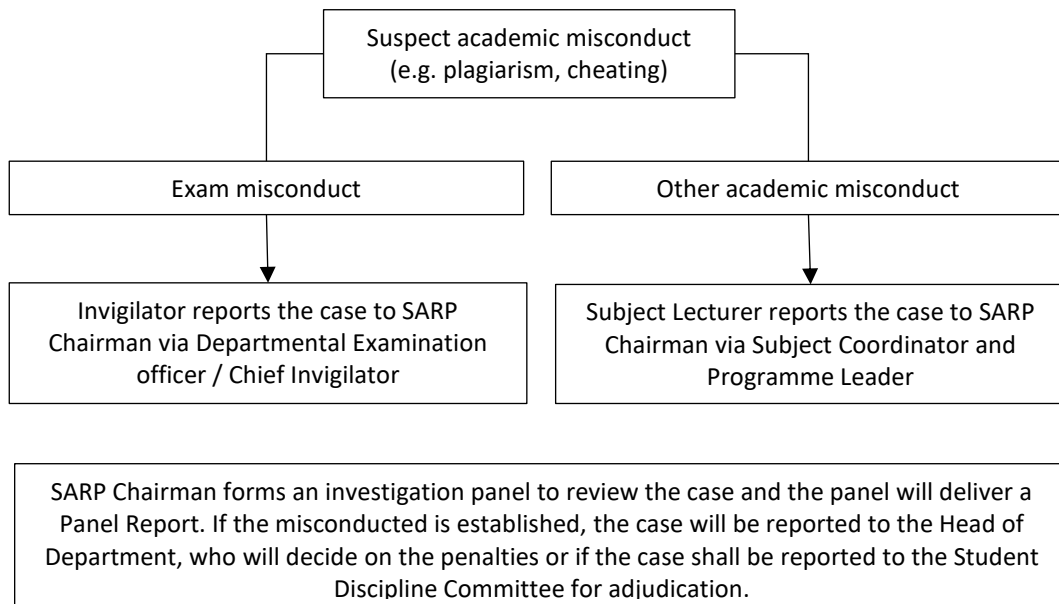 Suspect academic misconduct
(e.g. plagiarism, cheating)
Exam misconduct
Other academic misconduct
Invigilator reports the case to SARP
Chairman via Departmental Examination
officer / Chief Invigilator
Subject Lecturer reports the case to SARP
Chairman via Subject Coordinator and
Programme Leader
SARP Chairman forms an investigation panel to review the case and the panel will deliver a
Panel Report. If the misconducted is established, the case will be reported to the Head of
Department, who will decide on the penalties or if the case shall be reported to the Student
Discipline Committee for adjudication.